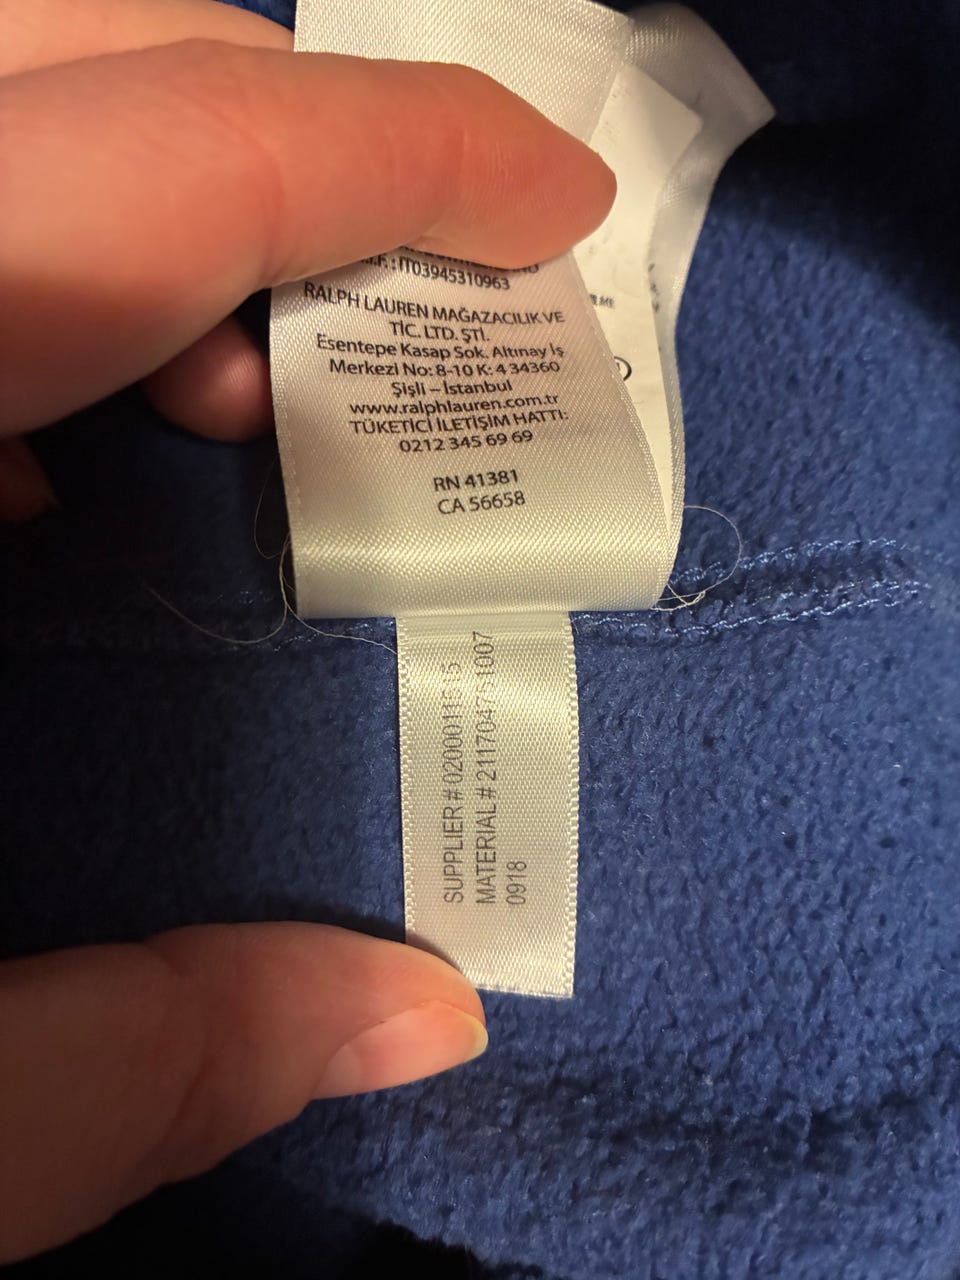 IT03945310963
RALPH LAUREN MAĞAZACILIK VE
TİC. LTD. ŞTİ.
Esentepe Kasap Sok. Altınay İş
Merkezi No: 8-10 K: 4 34360
Şişli – İstanbul
www.ralphlauren.com.tr
TÜKETİCİ İLETİŞİM HATTI:
0212 345 69 69
RN 41381
CA 56658
SUPPLIER #
MATERIAL # 211704751007
0918